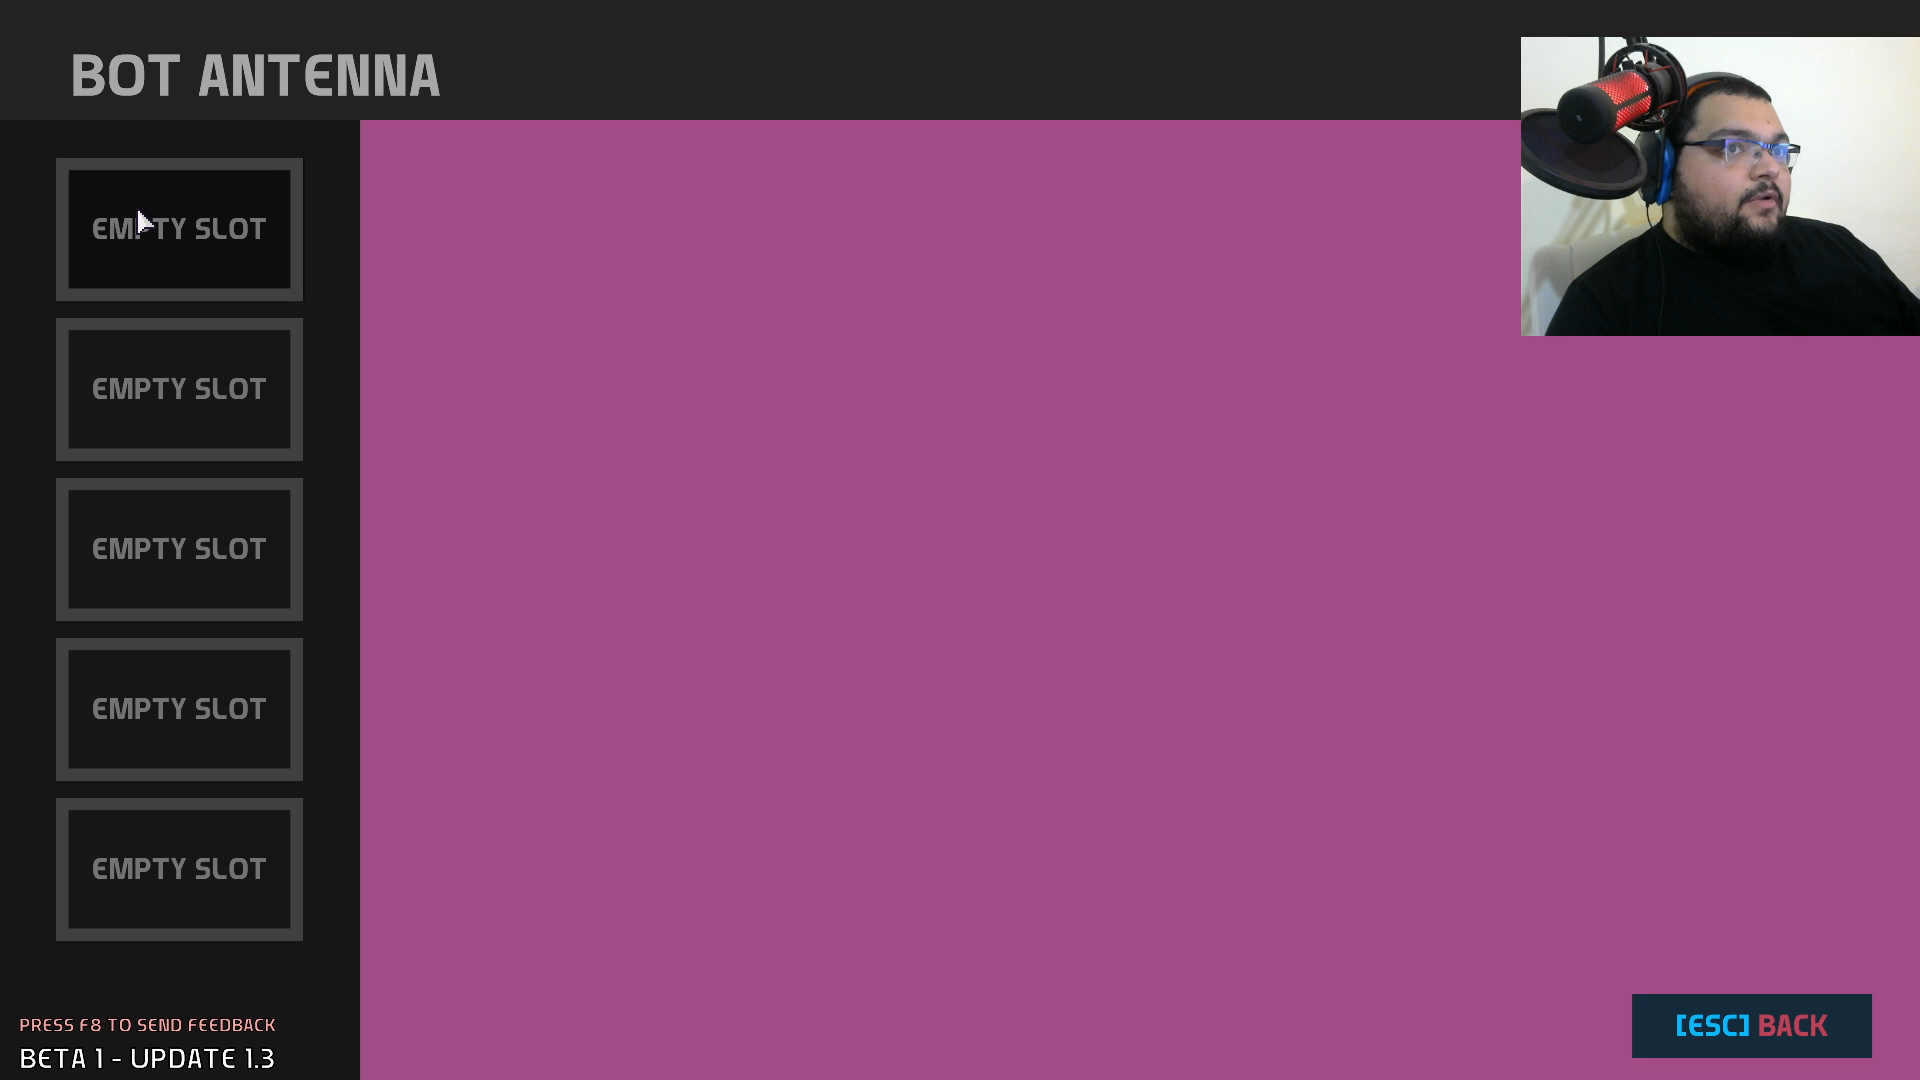 BOT ANTENNA
EMPTY SLOT
EMPTY SLOT
EMPTY SLOT
EMPTY SLOT
EMPTY SLOT
PRESS F8 TO SEND FEEDBACK
BETA 1 - UPDATE 1.3
[ESC] BACK